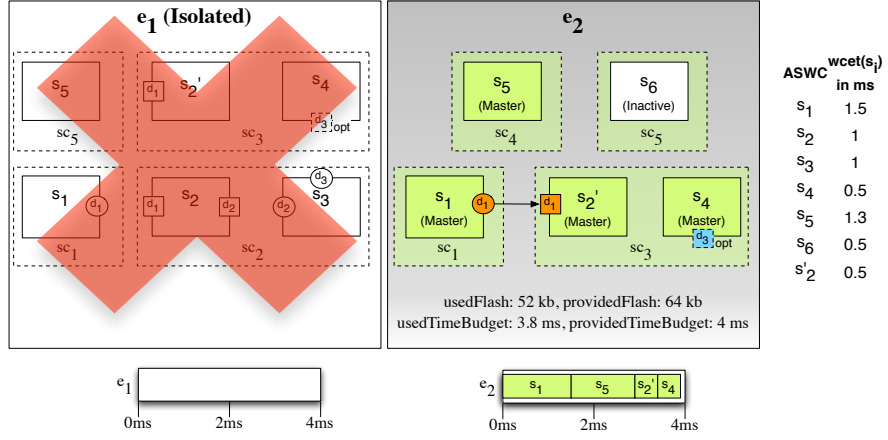 e1 (Isolated)
s5
s2'
d1
s4
d3 opt
sc5
sc3
s1
d1
d1
s2
d2
d2
d3
s3
sc1
sc2
e2
s5
(Master)
sc4
s6
(Inactive)
sc5
s1
(Master)
d1
sc1
d1
s2'
(Master)
s4
(Master)
d3 opt
sc3
usedFlash: 52 kb, providedFlash: 64 kb
usedTimeBudget: 3.8 ms, providedTimeBudget: 4 ms
ASWC wcet(si) in ms
s1 1.5
s2 1
s3 1
s4 0.5
s5 1.3
s6 0.5
s'2 0.5
e1
0ms 2ms 4ms
e2 s1 s5 s2' s4
0ms 2ms 4ms